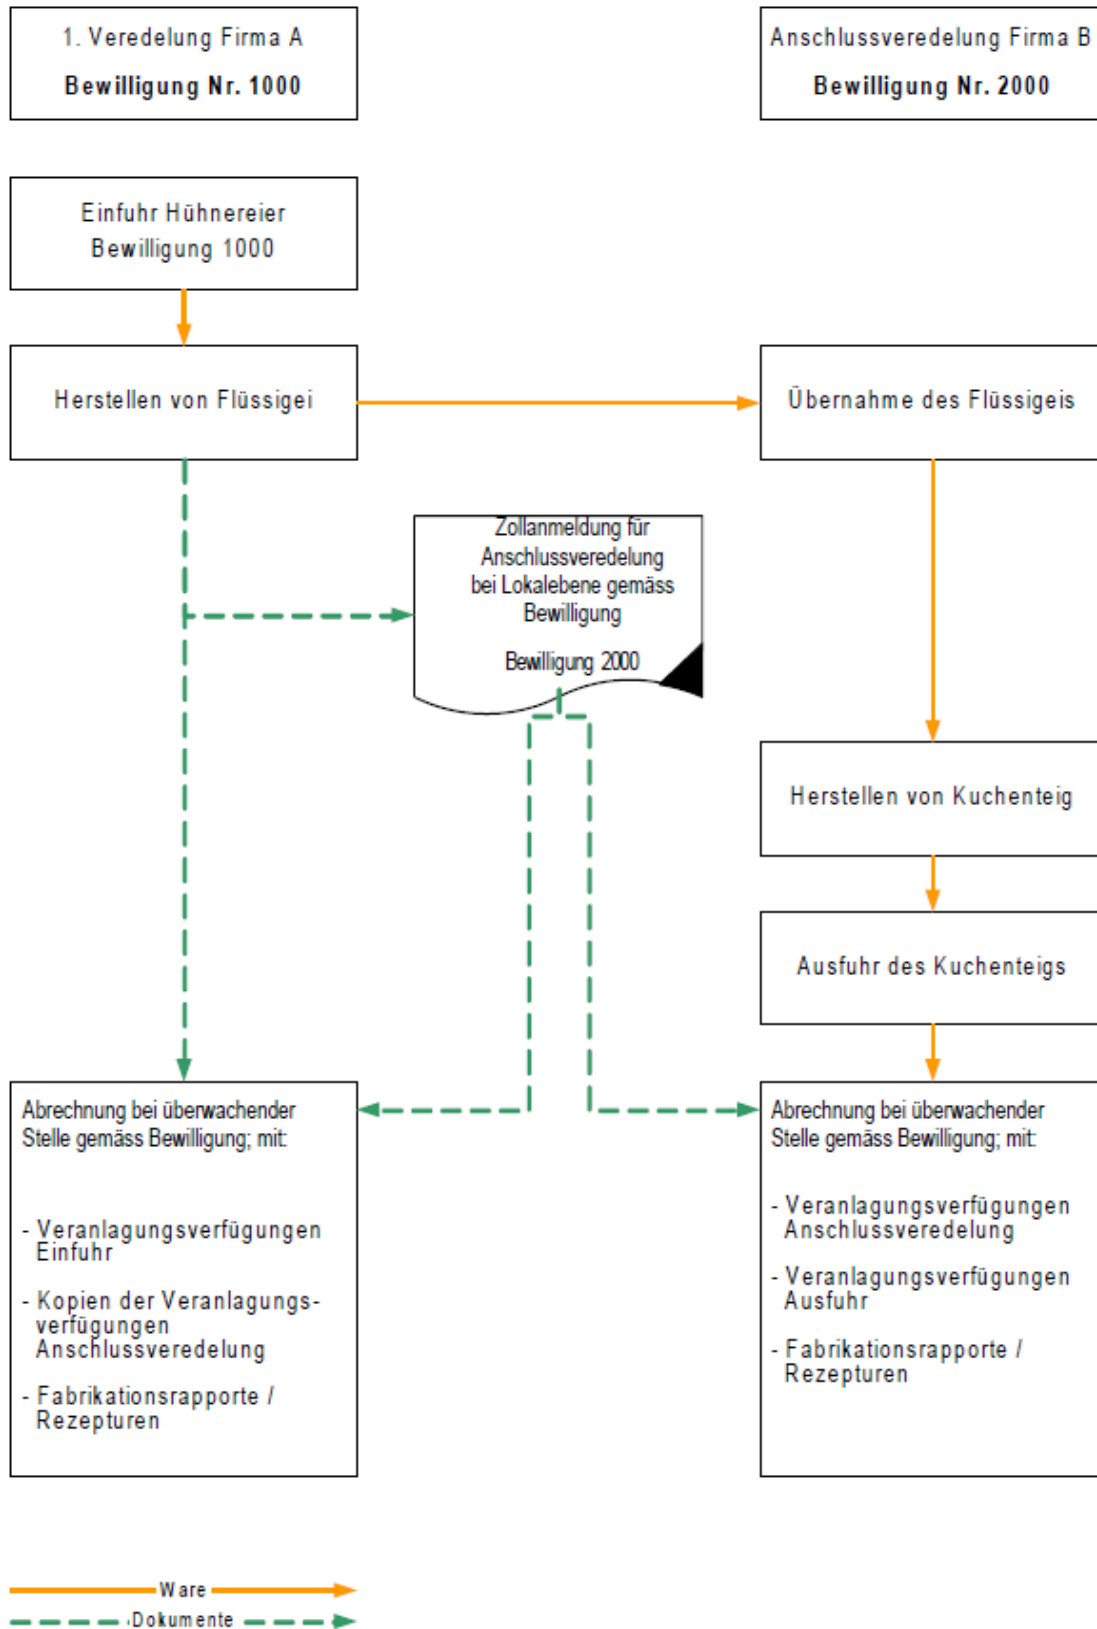 1. Veredelung Firma A
Bewilligung Nr. 1000
Anschlussveredelung Firma B
Bewilligung Nr. 2000
Einfuhr Hühnereier
Bewilligung 1000
Herstellen von Flüssigei
Übernahme des Flüssigeis
Zollanmeldung für
Anschlussveredelung
bei Lokalebene gemäss
Bewilligung
Bewilligung 2000
Herstellen von Kuchenteig
Ausfuhr des Kuchenteigs
Abrechnung bei überwachender
Stelle gemäss Bewilligung; mit:
- Veranlagungsverfügungen
Einfuhr
- Kopien der Veranlagungs-
verfügungen
Anschlussveredelung
- Fabrikationsrapporte /
Rezepturen
Abrechnung bei überwachender
Stelle gemäss Bewilligung; mit:
- Veranlagungsverfügungen
Anschlussveredelung
- Veranlagungsverfügungen
Ausfuhr
- Fabrikationsrapporte /
Rezepturen
Ware
Dokumente